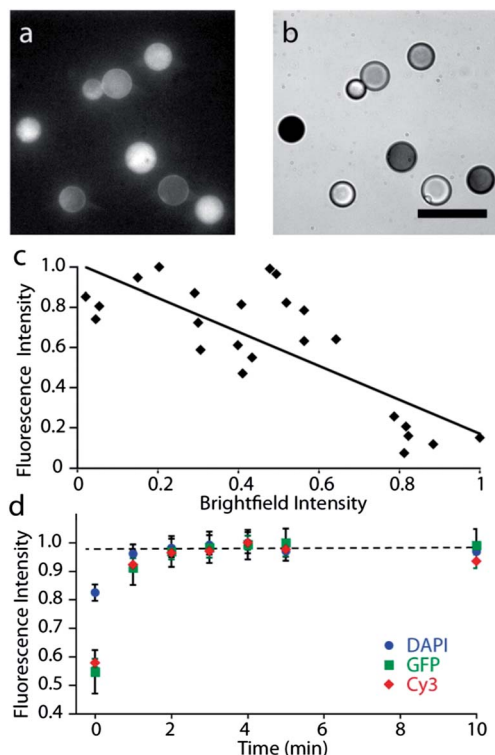 a
b
c
Fluorescence Intensity
1.0
0.8
0.6
0.4
0.2
0
0 0.2 0.4 0.6 0.8 1
Brightfield Intensity
d
Fluorescence Intensity
1.0
0.9
0.8
0.7
0.6
0.5
0.4
DAPI
GFP
Cy3
0 2 4 6 8 10
Time (min)